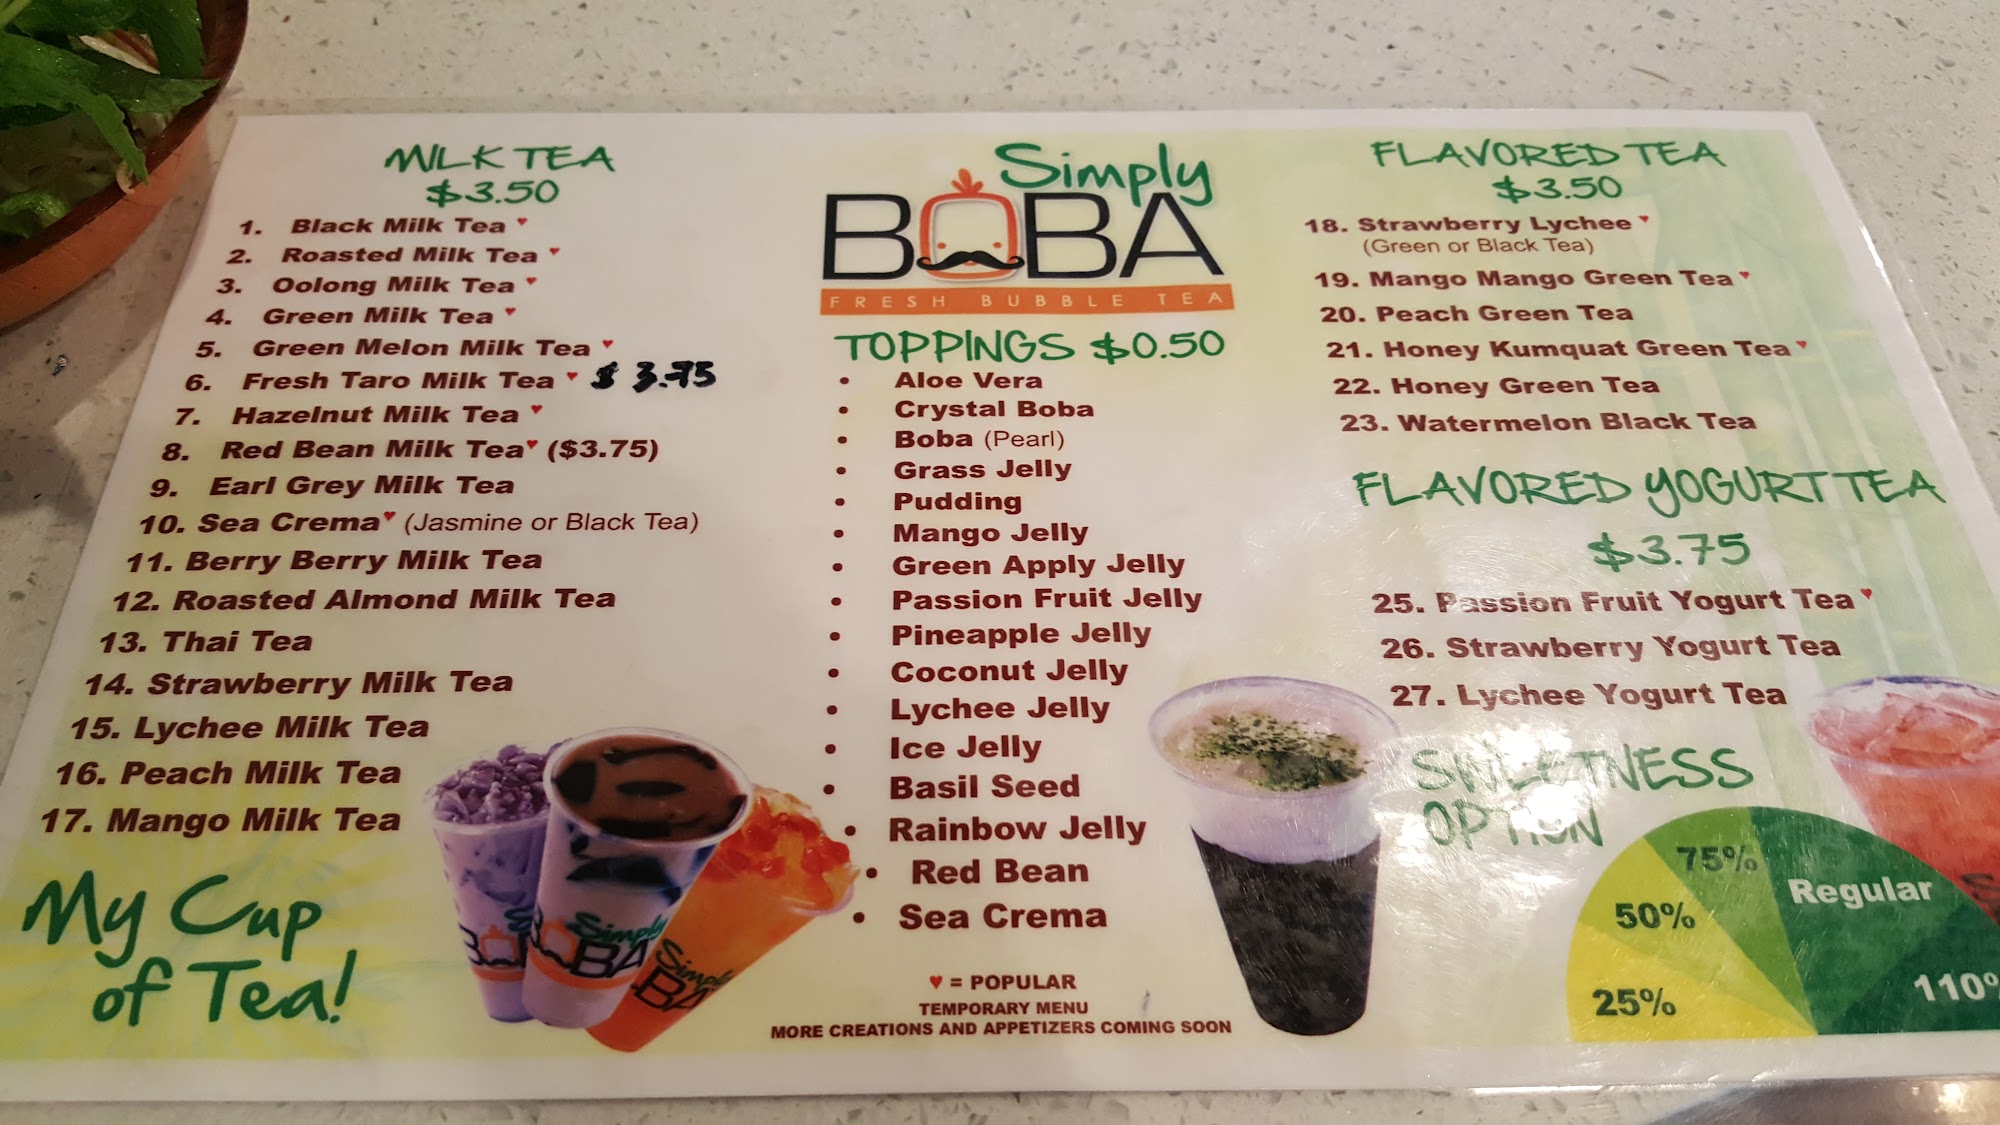 MILK TEA
$3.50
1. Black Milk Tea ♥
2. Roasted Milk Tea ♥
3. Oolong Milk Tea ♥
4. Green Milk Tea ♥
5. Green Melon Milk Tea ♥
6. Fresh Taro Milk Tea ♥ $3.75
7. Hazelnut Milk Tea ♥
8. Red Bean Milk Tea♥ ($3.75)
9. Earl Grey Milk Tea
10. Sea Crema♥ (Jasmine or Black Tea)
11. Berry Berry Milk Tea
12. Roasted Almond Milk Tea
13. Thai Tea
14. Strawberry Milk Tea
15. Lychee Milk Tea
16. Peach Milk Tea
17. Mango Milk Tea
My Cup
of Tea!
Simply
BOBA
Simply
BOBA
Simply
BOBA
FRESH BUBBLE TEA
TOPPINGS $0.50
• Aloe Vera
• Crystal Boba
• Boba (Pearl)
• Grass Jelly
• Pudding
• Mango Jelly
• Green Apply Jelly
• Passion Fruit Jelly
• Pineapple Jelly
• Coconut Jelly
• Lychee Jelly
• Ice Jelly
• Basil Seed
• Rainbow Jelly
• Red Bean
• Sea Crema
♥ = POPULAR
TEMPORARY MENU
MORE CREATIONS AND APPETIZERS COMING SOON
FLAVORED TEA
$3.50
18. Strawberry Lychee ♥
(Green or Black Tea)
19. Mango Mango Green Tea ♥
20. Peach Green Tea
21. Honey Kumquat Green Tea ♥
22. Honey Green Tea
23. Watermelon Black Tea
FLAVORED YOGURT TEA
$3.75
25. Passion Fruit Yogurt Tea ♥
26. Strawberry Yogurt Tea
27. Lychee Yogurt Tea
SWEETNESS
OPTION
25%
50%
75%
Regular
110%